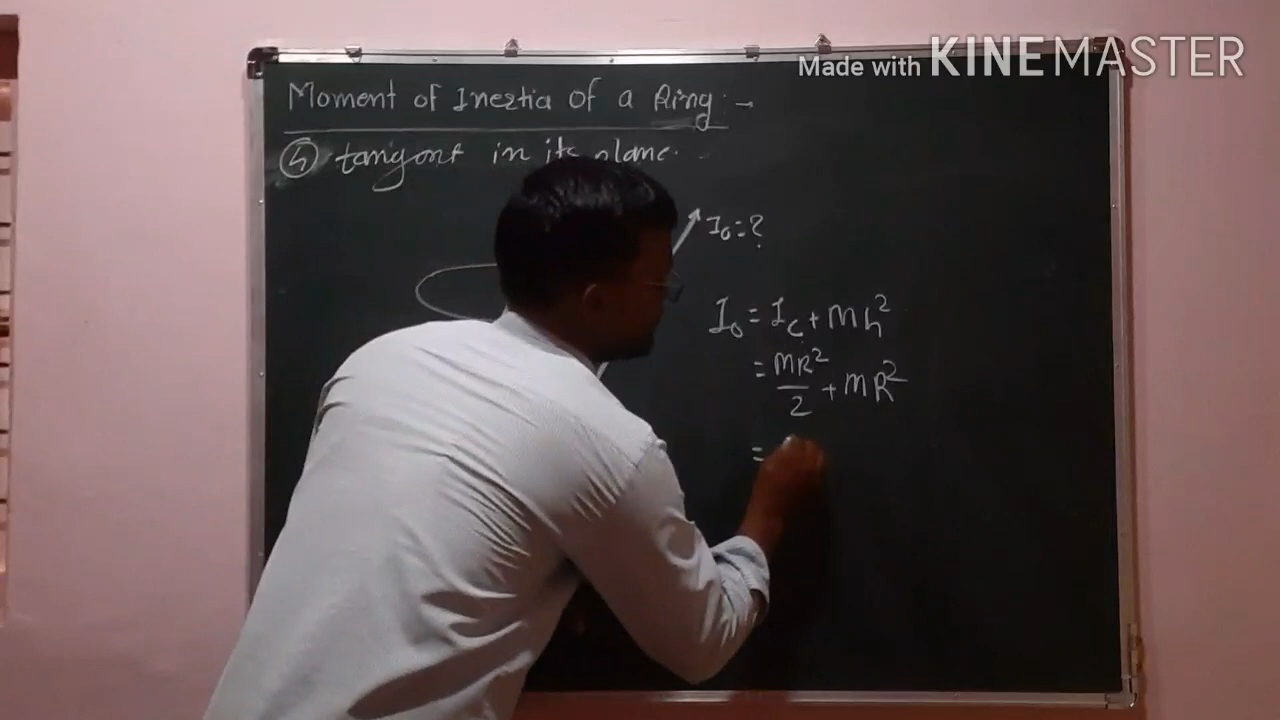 Made with KINEMASTER
Moment of Inertia of a Ring :-
④ tangent in its plane.
I₀ = ?
I₀ = I_c + Mh²
= MR²/2 + MR²
=